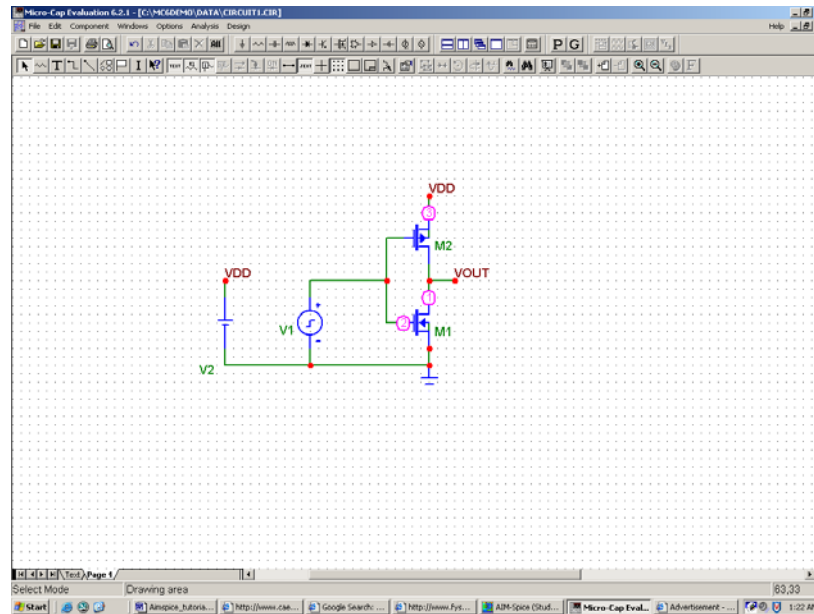 Micro-Cap Evaluation 6.2.1 - [C:\MC6DEMO\DATA\CIRCUIT1.CIR]
File Edit Component Windows Options Analysis Design Help
T I P G F
VDD
3
M2
VDD
VOUT
1
V1
+
-
2
M1
V2
Text Page 1
Select Mode Drawing area 63,33
Start Aimspice_tutoria... http://www.cae... Google Search: ... http://www.fys... AIM-Spice (Stud... Micro-Cap Eval... Advertisement - ... 1:22 AM